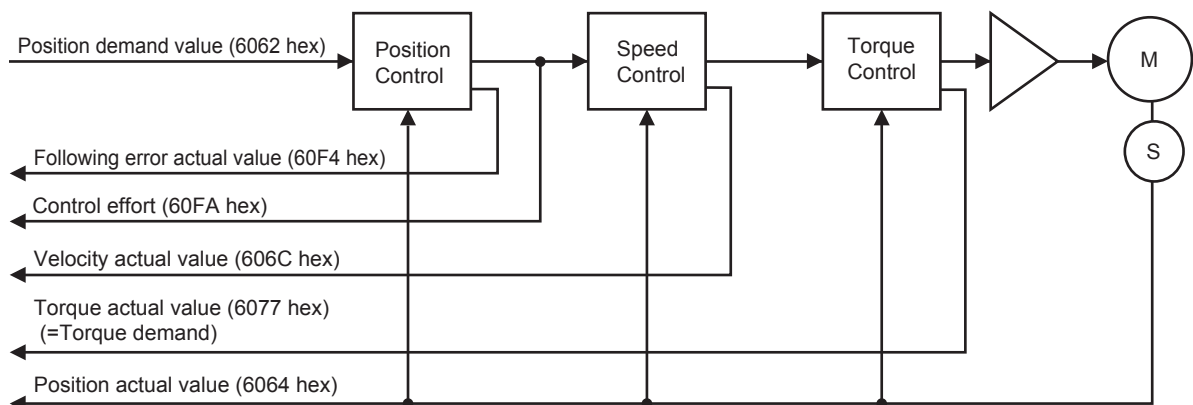 Position demand value (6062 hex)
Position
Control
Speed
Control
Torque
Control
M
S
Following error actual value (60F4 hex)
Control effort (60FA hex)
Velocity actual value (606C hex)
Torque actual value (6077 hex)
(=Torque demand)
Position actual value (6064 hex)